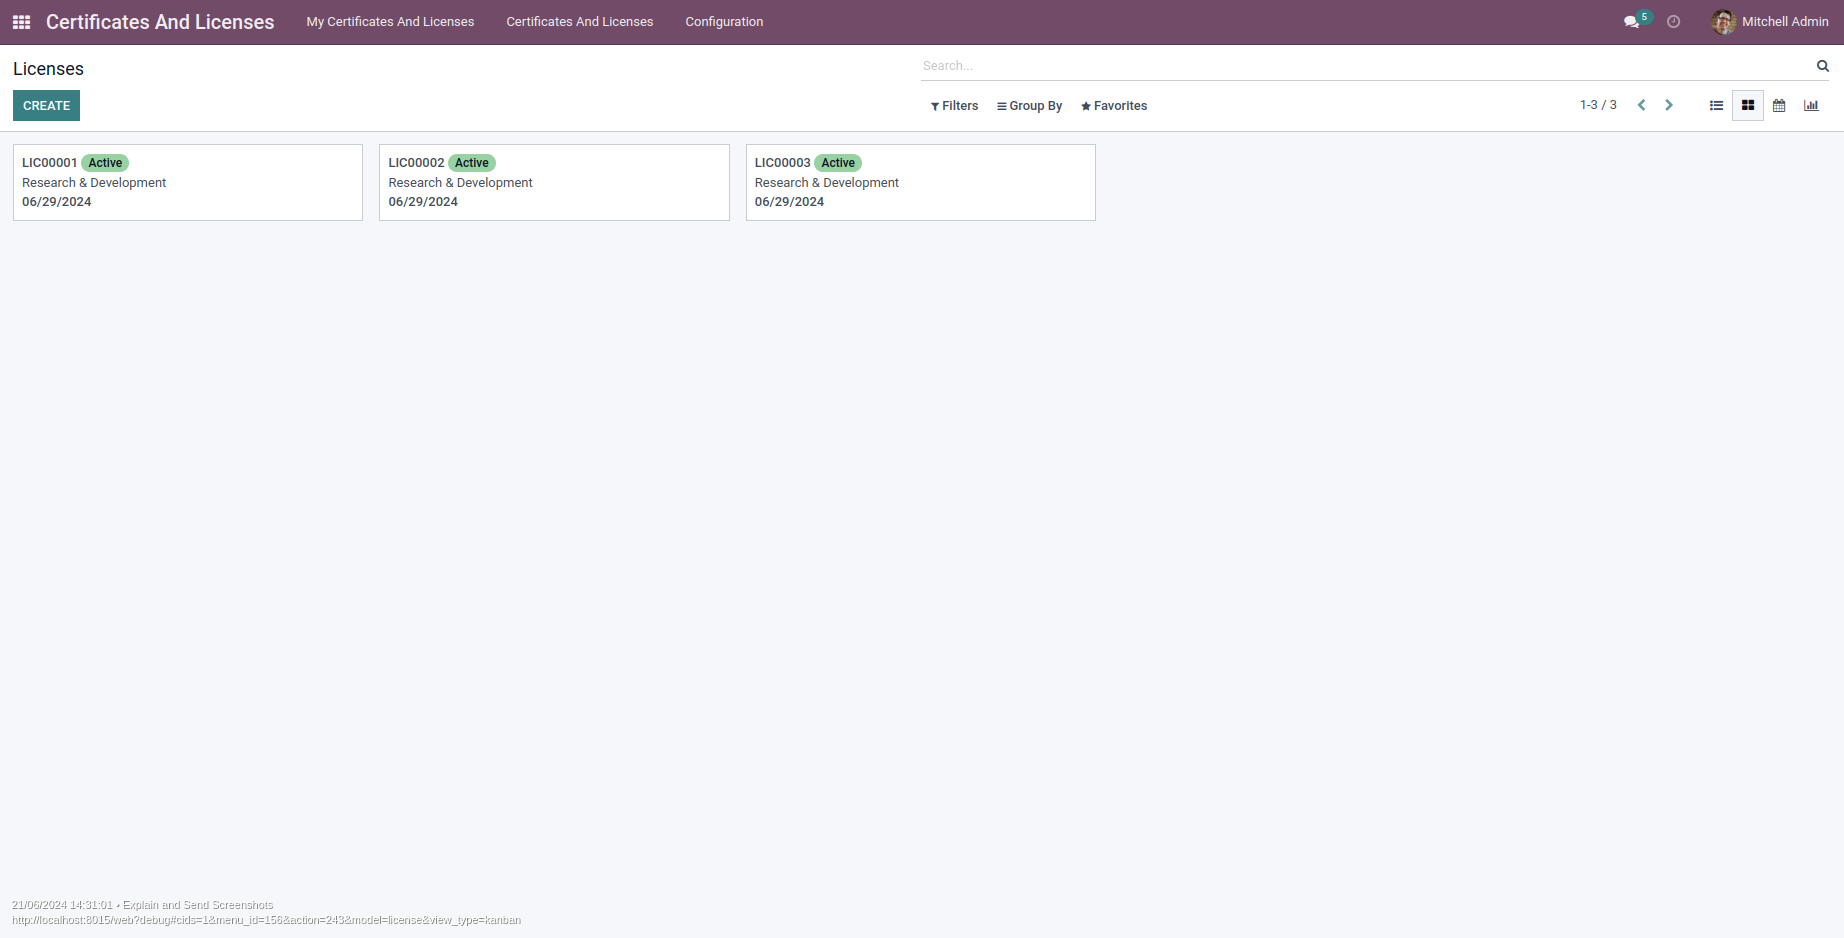 Certificates And Licenses My Certificates And Licenses Certificates And Licenses Configuration 5 Mitchell Admin
Licenses Search...
CREATE Filters Group By Favorites 1-3 / 3
LIC00001 Active
Research & Development
06/29/2024
LIC00002 Active
Research & Development
06/29/2024
LIC00003 Active
Research & Development
06/29/2024
21/06/2024 14:31:01 • Explain and Send Screenshots
http://localhost:8015/web?debug#cids=1&menu_id=156&action=243&model=license&view_type=kanban